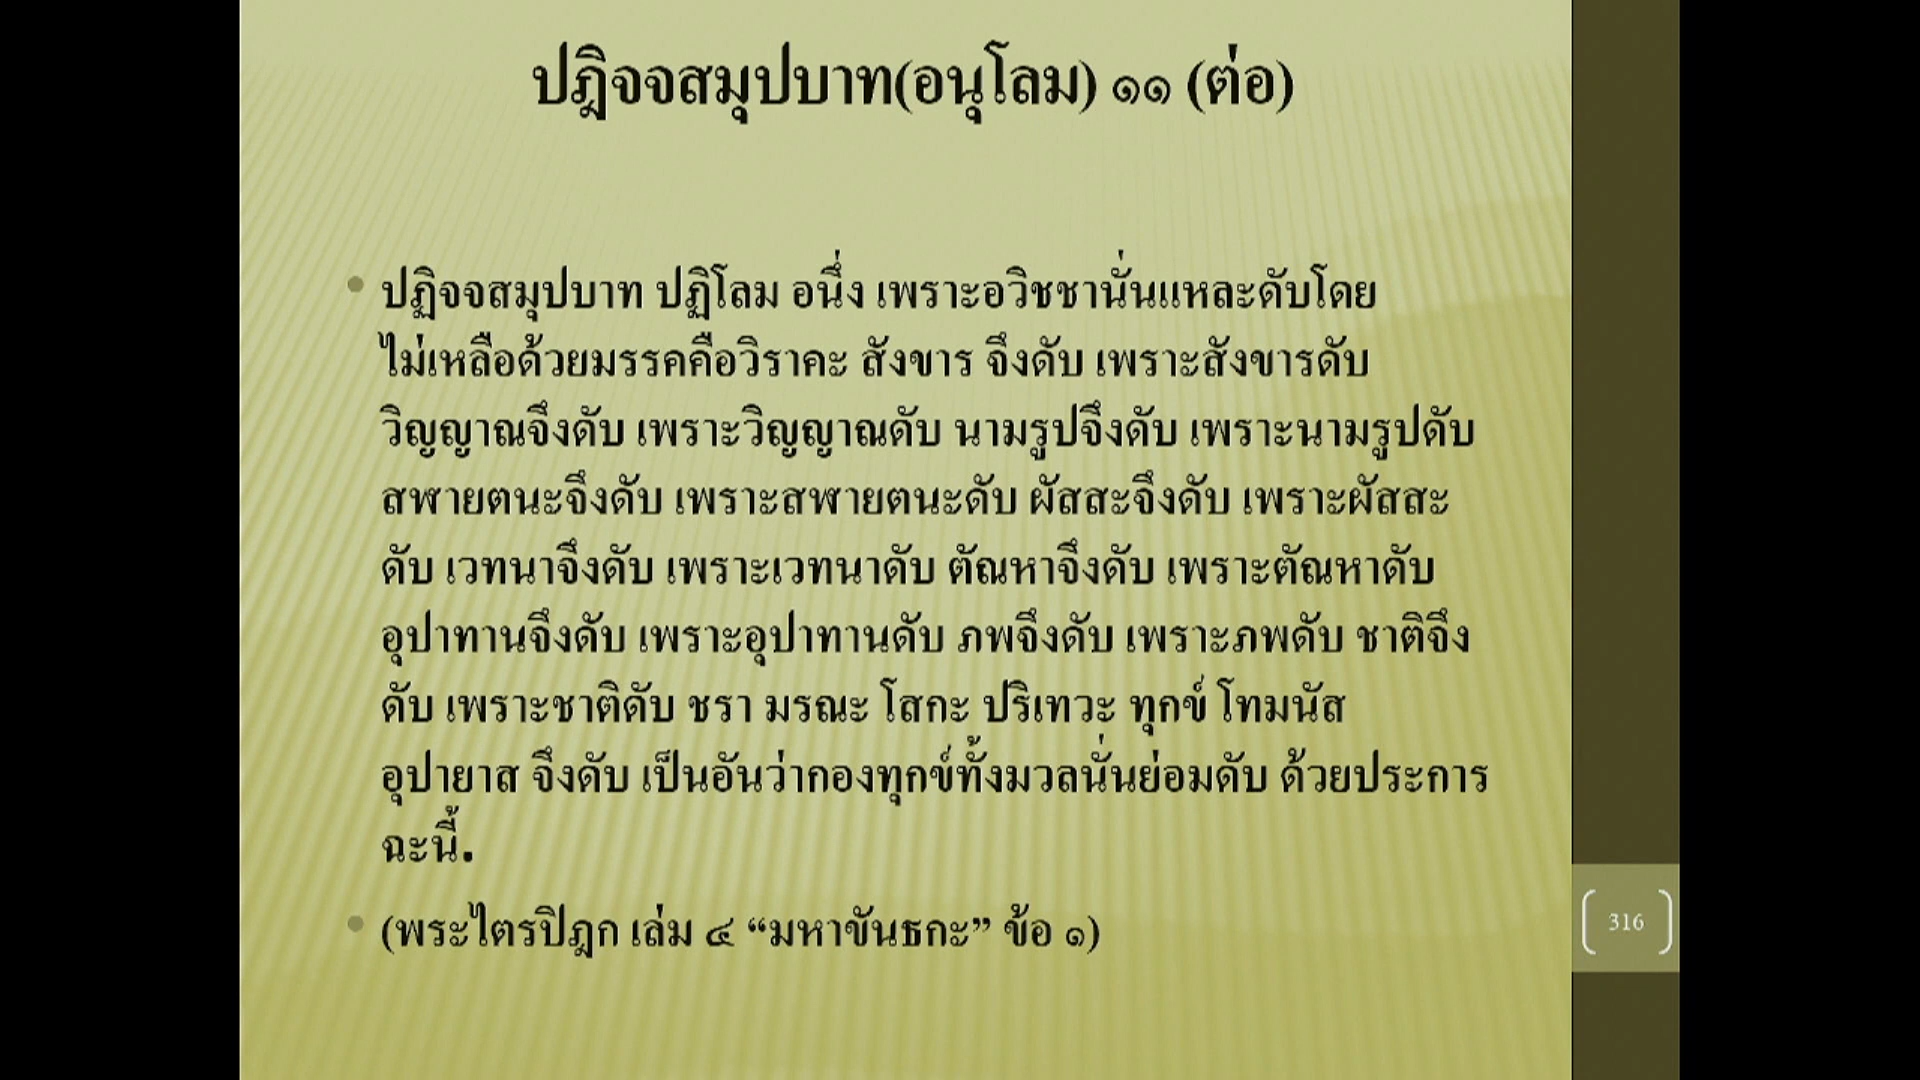 ปฎิจจสมุปบาท(อนุโลม) ๑๑ (ต่อ)
• ปฏิจจสมุปบาท ปฏิโลม อนึ่ง เพราะอวิชชานั่นแหละดับโดย
ไม่เหลือด้วยมรรคคือวิราคะ สังขาร จึงดับ เพราะสังขารดับ
วิญญาณจึงดับ เพราะวิญญาณดับ นามรูปจึงดับ เพราะนามรูปดับ
สฬายตนะจึงดับ เพราะสฬายตนะดับ ผัสสะจึงดับ เพราะผัสสะ
ดับ เวทนาจึงดับ เพราะเวทนาดับ ตัณหาจึงดับ เพราะตัณหาดับ
อุปาทานจึงดับ เพราะอุปาทานดับ ภพจึงดับ เพราะภพดับ ชาติจึง
ดับ เพราะชาติดับ ชรา มรณะ โสกะ ปริเทวะ ทุกข์ โทมนัส
อุปายาส จึงดับ เป็นอันว่ากองทุกข์ทั้งมวลนั่นย่อมดับ ด้วยประการ
ฉะนี้.
• (พระไตรปิฎก เล่ม ๔ “มหาขันธกะ” ข้อ ๑)
316